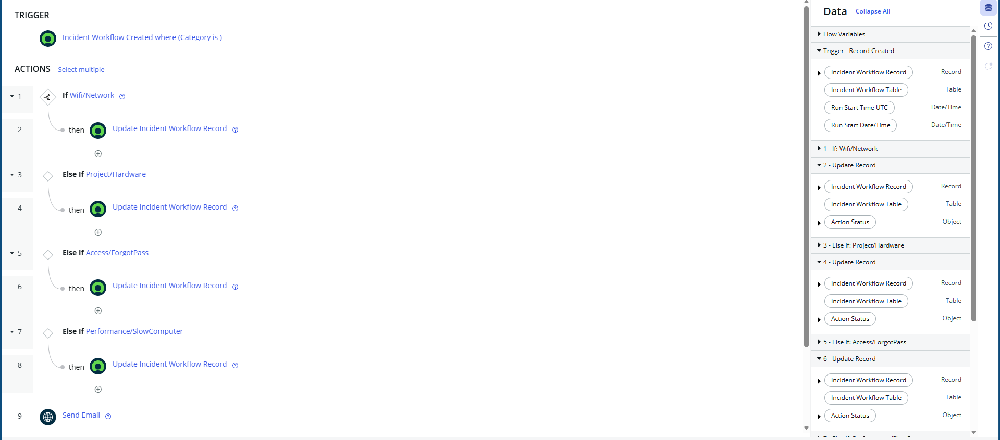 TRIGGER
Incident Workflow Created where (Category is )
ACTIONS Select multiple
1 If Wifi/Network
2 then Update Incident Workflow Record
3 Else If Project/Hardware
4 then Update Incident Workflow Record
5 Else If Access/ForgotPass
6 then Update Incident Workflow Record
7 Else If Performance/SlowComputer
8 then Update Incident Workflow Record
9 Send Email
Data Collapse All
Flow Variables
Trigger - Record Created
Incident Workflow Record Record
Incident Workflow Table Table
Run Start Time UTC Date/Time
Run Start Date/Time Date/Time
1 - If: Wifi/Network
2 - Update Record
Incident Workflow Record Record
Incident Workflow Table Table
Action Status Object
3 - Else If: Project/Hardware
4 - Update Record
Incident Workflow Record Record
Incident Workflow Table Table
Action Status Object
5 - Else If: Access/ForgotPass
6 - Update Record
Incident Workflow Record Record
Incident Workflow Table Table
Action Status Object